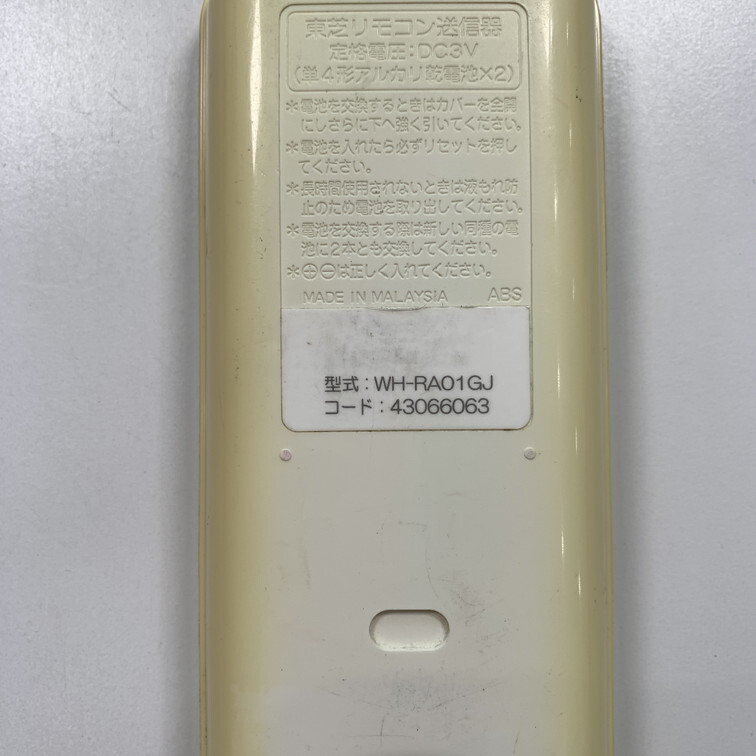 東芝リモコン送信器
定格電圧:DC3V
(単4形アルカリ乾電池×2)
*電池を交換するときはカバーを全開
にしさらに下へ強く引いてください。
*電池を入れたら必ずリセットを押し
てください。
*長時間使用されないときは液もれ防
止のため電池を取り出してください。
*電池を交換する際は新しい同種の電
池に2本とも交換してください。
*⊕⊖は正しく入れてください。
MADE IN MALAYSIA ABS
型式:WH-RA01GJ
コード:43066063